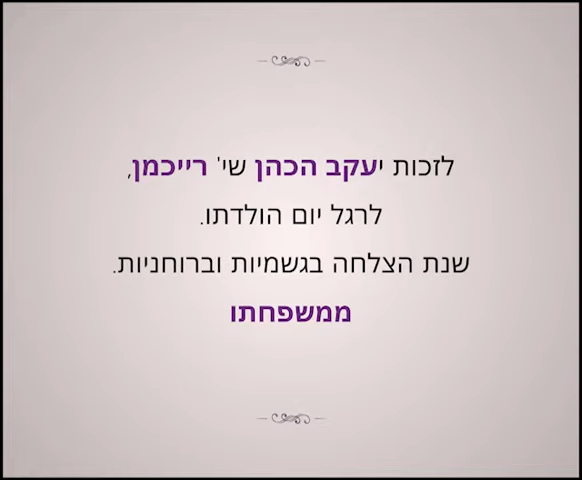 לזכות יעקב הכהן שי' רייכמן,
לרגל יום הולדתו.
שנת הצלחה בגשמיות וברוחניות.
ממשפחתו